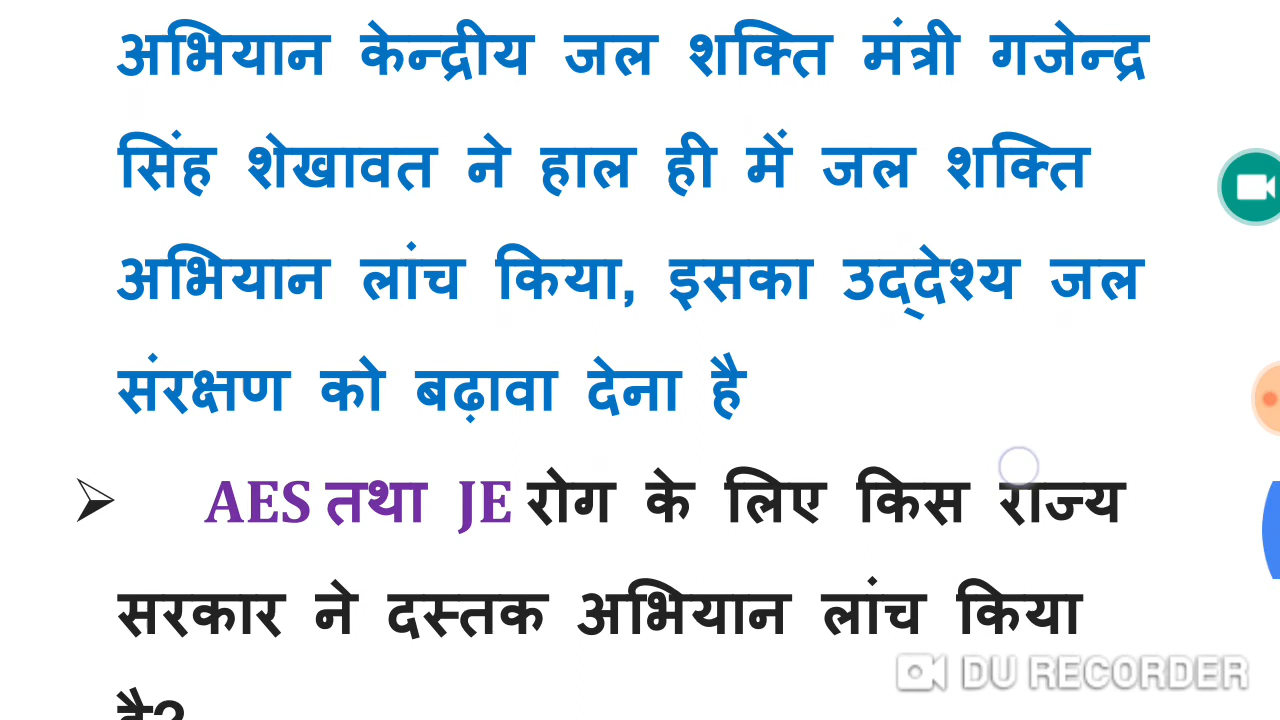 अभियान केन्द्रीय जल शक्ति मंत्री गजेन्द्र
सिंह शेखावत ने हाल ही में जल शक्ति
अभियान लांच किया, इसका उद्देश्य जल
संरक्षण को बढ़ावा देना है
➢ AES तथा JE रोग के लिए किस राज्य
सरकार ने दस्तक अभियान लांच किया
है?
DU RECORDER